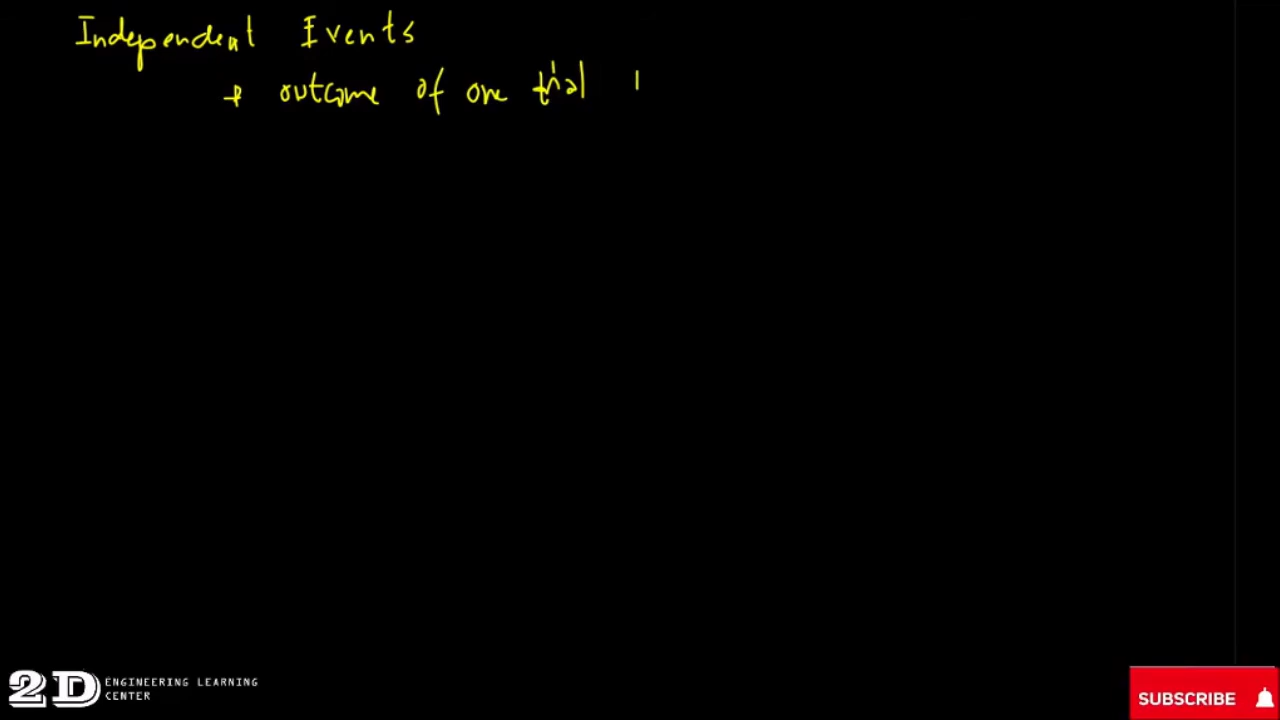 Independent Events
* outcome of one trial
2D ENGINEERING LEARNING
CENTER
SUBSCRIBE